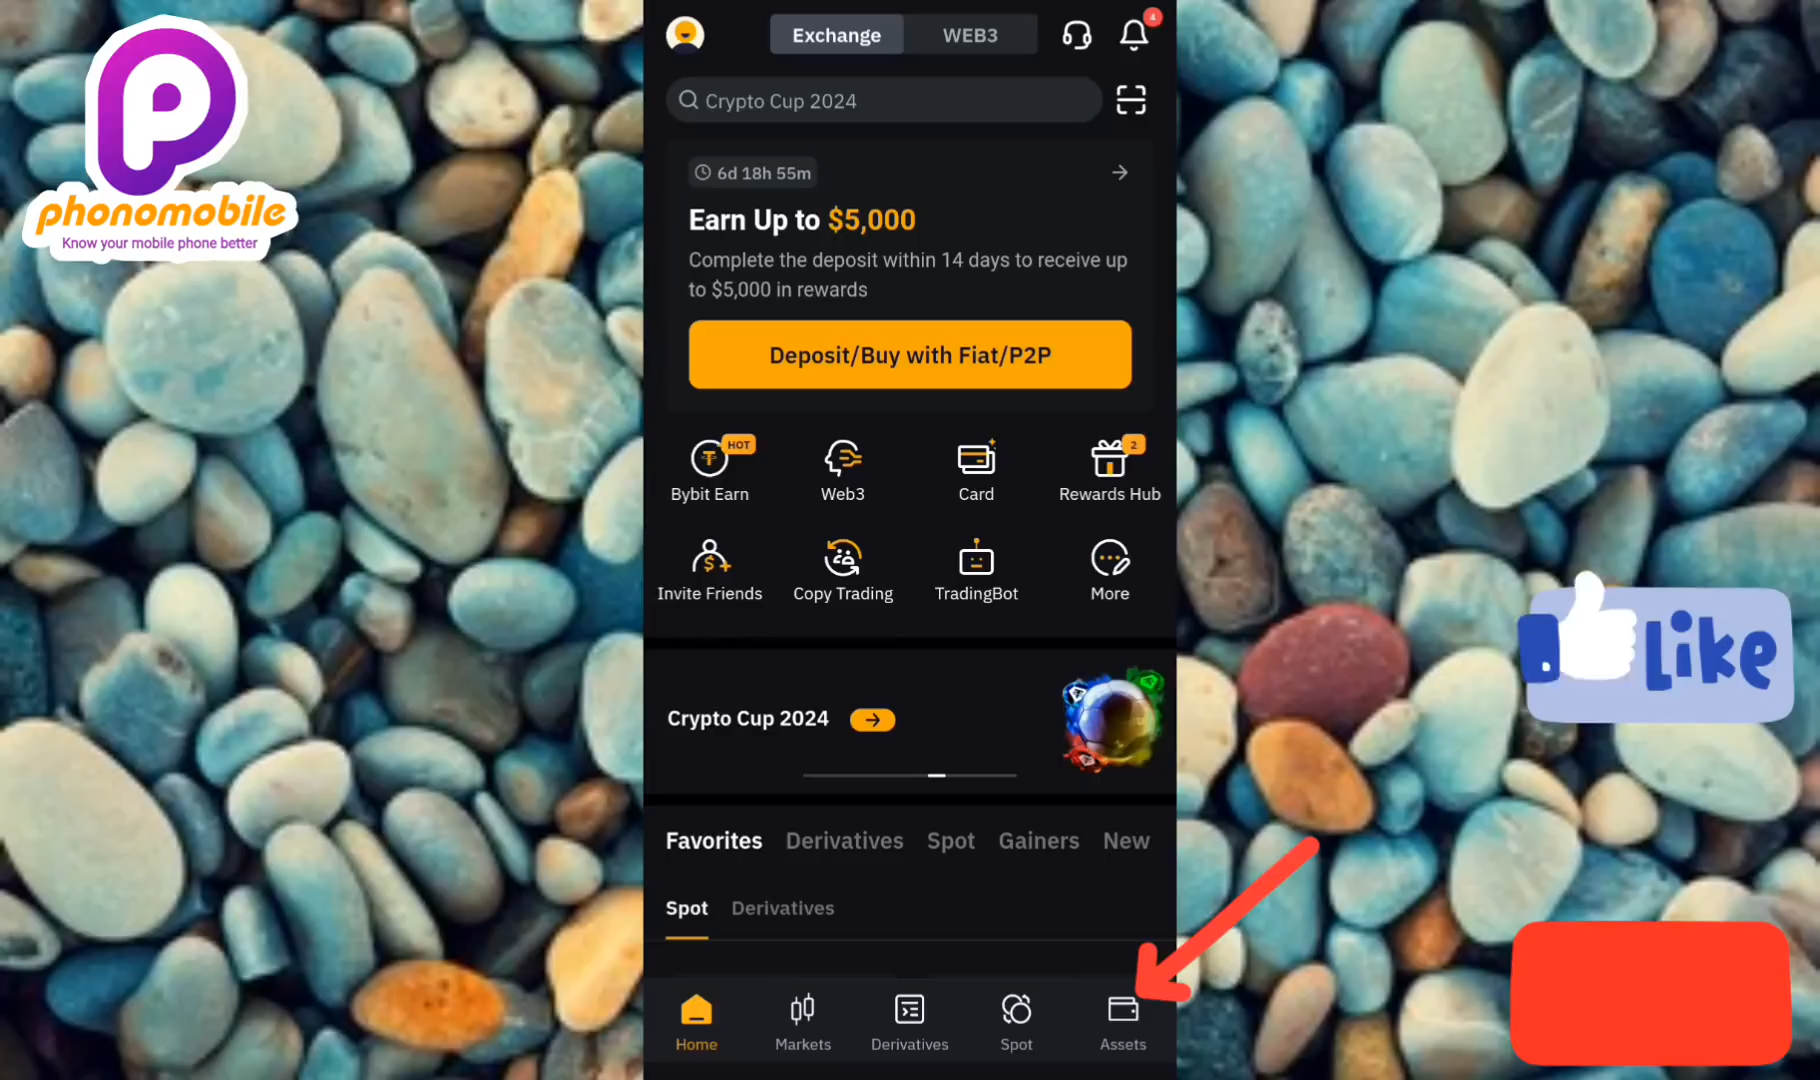 phonomobile
Know your mobile phone better
Exchange
WEB3
4
Crypto Cup 2024
6d 18h 55m
Earn Up to $5,000
Complete the deposit within 14 days to receive up
to $5,000 in rewards
Deposit/Buy with Fiat/P2P
HOT
2
Bybit Earn
Web3
Card
Rewards Hub
Invite Friends
Copy Trading
TradingBot
More
Like
Crypto Cup 2024
Favorites
Derivatives
Spot
Gainers
New
Spot
Derivatives
Home
Markets
Derivatives
Spot
Assets